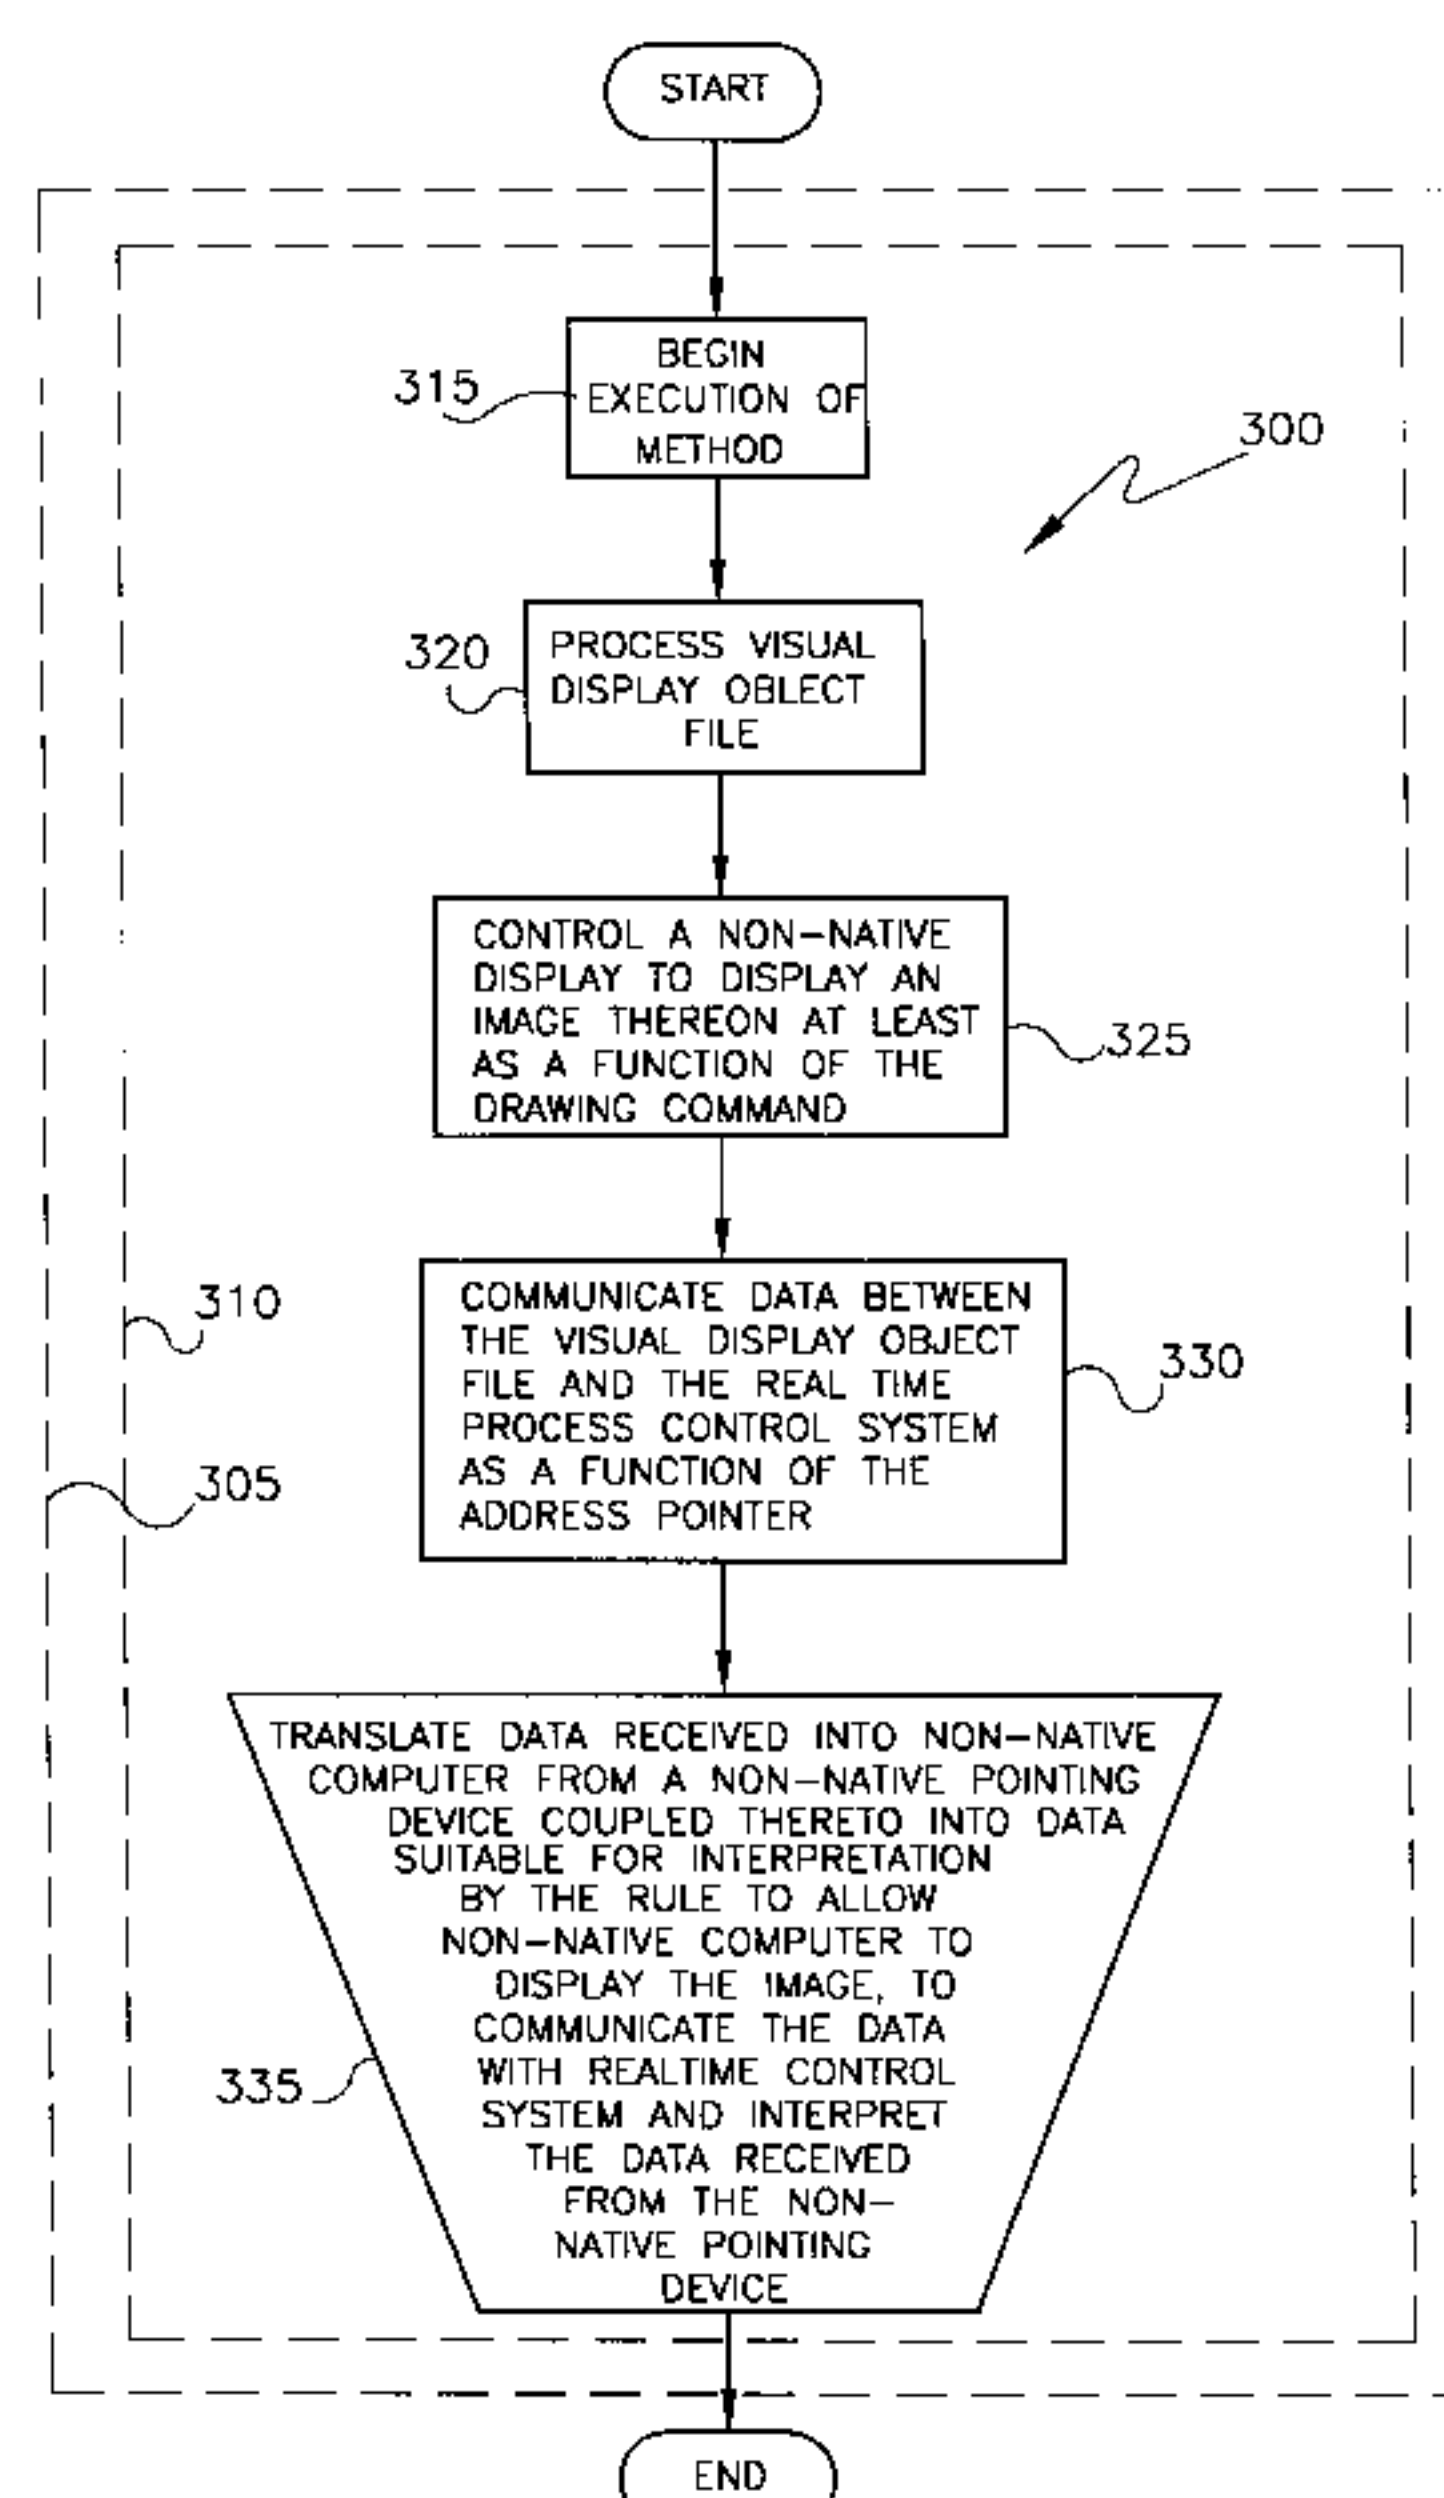 START
BEGIN
EXECUTION OF
METHOD
315
300
PROCESS VISUAL
DISPLAY OBLECT
FILE
320
CONTROL A NON-NATIVE
DISPLAY TO DISPLAY AN
IMAGE THEREON AT LEAST
AS A FUNCTION OF THE
DRAWING COMMAND
325
COMMUNICATE DATA BETWEEN
THE VISUAL DISPLAY OBJECT
FILE AND THE REAL TIME
PROCESS CONTROL SYSTEM
AS A FUNCTION OF THE
ADDRESS POINTER
310
330
305
TRANSLATE DATA RECEIVED INTO NON-NATIVE
COMPUTER FROM A NON-NATIVE POINTING
DEVICE COUPLED THERETO INTO DATA
SUITABLE FOR INTERPRETATION
BY THE RULE TO ALLOW
NON-NATIVE COMPUTER TO
DISPLAY THE IMAGE, TO
COMMUNICATE THE DATA
WITH REALTIME CONTROL
SYSTEM AND INTERPRET
THE DATA RECEIVED
FROM THE NON-
NATIVE POINTING
DEVICE
335
END